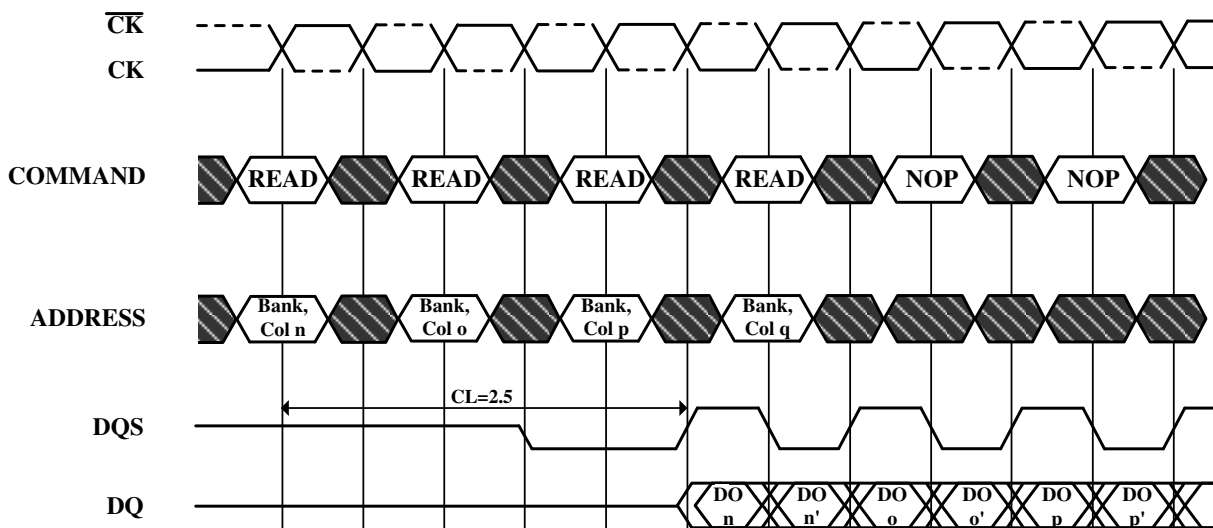 CK
CK
COMMAND
READ READ READ READ NOP NOP
ADDRESS
Bank, Col n
Bank, Col o
Bank, Col p
Bank, Col q
CL=2.5
DQS
DQ
DO n
DO n'
DO o
DO o'
DO p
DO p'